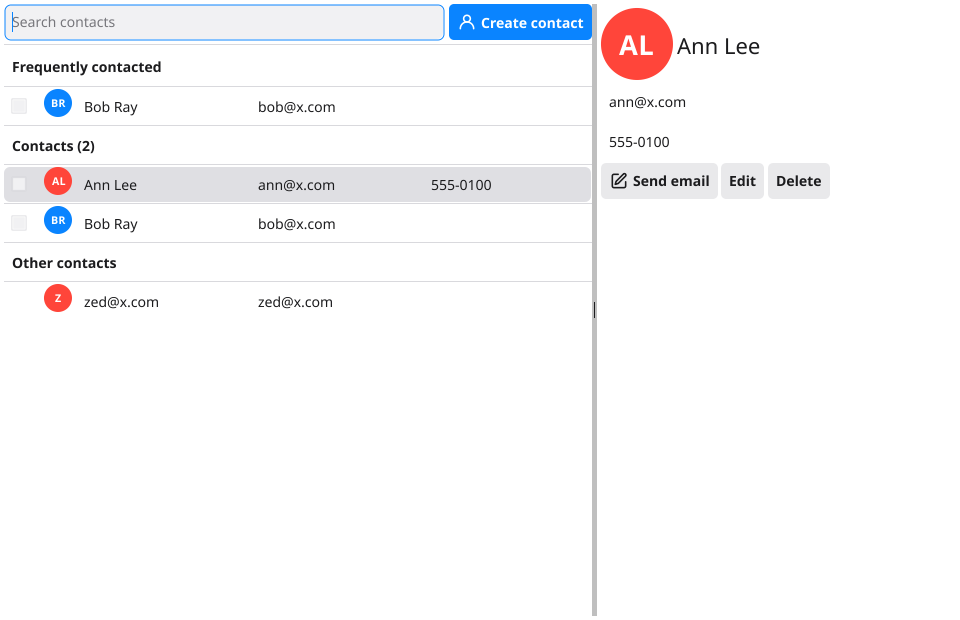 Search contacts
Create contact
Frequently contacted
BR Bob Ray bob@x.com
Contacts (2)
AL Ann Lee ann@x.com 555-0100
BR Bob Ray bob@x.com
Other contacts
Z zed@x.com zed@x.com
AL Ann Lee
ann@x.com
555-0100
Send email Edit Delete